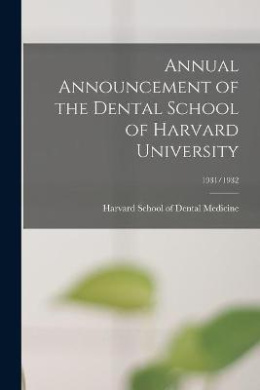 Annual
Announcement of
the Dental School
of Harvard
University
1931/1932
Harvard School of Dental Medicine